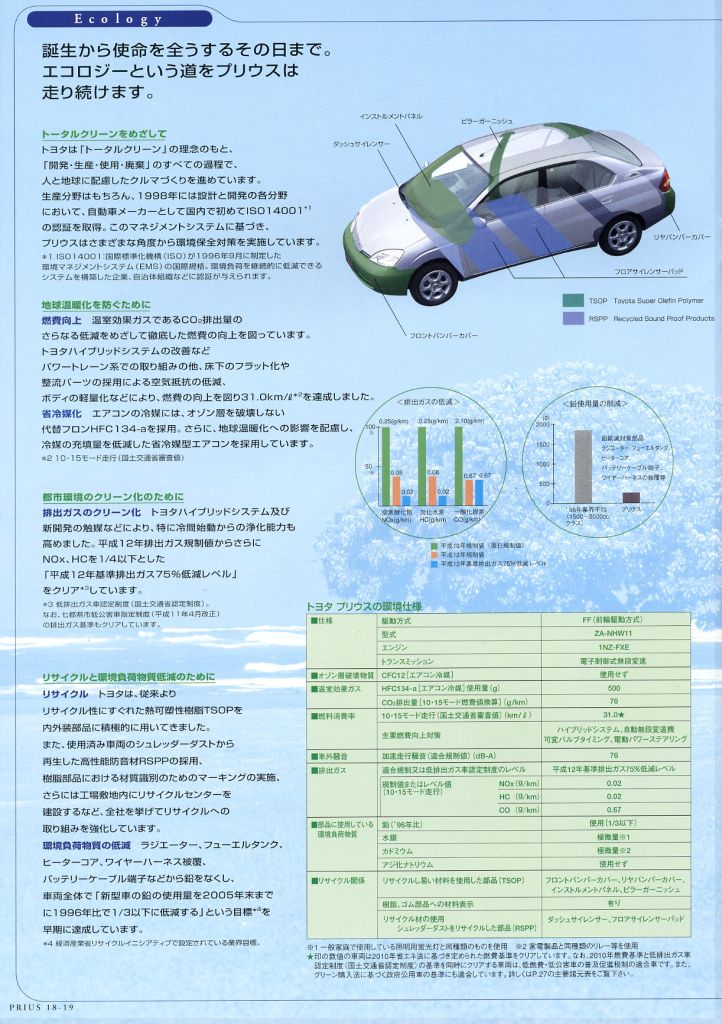 Ecology
誕生から使命を全うするその日まで。
エコロジーという道をプリウスは
走り続けます。
トータルクリーンをめざして
トヨタは「トータルクリーン」の理念のもと、
「開発・生産・使用・廃棄」のすべての過程で、
人と地球に配慮したクルマづくりを進めています。
生産分野はもちろん、1998年には設計と開発の各分野
において、自動車メーカーとして国内で初めてISO14001*1
の認証を取得。このマネジメントシステムに基づき、
プリウスはさまざまな角度から環境保全対策を実施しています。
*1 ISO14001:国際標準化機構(ISO)が1996年9月に制定した
環境マネジメントシステム(EMS)の国際規格。環境負荷を継続的に低減できる
システムを構築した企業、自治体組織などに認証が与えられます。
インストルメントパネル
ピラーガーニッシュ
ダッシュサイレンサー
リヤバンパーカバー
フロアサイレンサーパッド
フロントバンパーカバー
TSOP Toyota Super Olefin Polymer
RSPP Recycled Sound Proof Products
地球温暖化を防ぐために
燃費向上 温室効果ガスであるCO2排出量の
さらなる低減をめざして徹底した燃費の向上を図っています。
トヨタハイブリッドシステムの改善など
パワートレーン系での取り組みの他、床下のフラット化や
整流パーツの採用による空気抵抗の低減、
ボディの軽量化などにより、燃費の向上を図り31.0km/ℓ*2を達成しました。
省冷媒化 エアコンの冷媒には、オゾン層を破壊しない
代替フロンHFC134-aを採用。さらに、地球温暖化への影響を配慮し、
冷媒の充填量を低減した省冷媒型エアコンを採用しています。
*2 10・15モード走行(国土交通省審査値)
<排出ガスの低減>
0.25(g/km) 0.25(g/km) 2.10(g/km)
100
%
50
%
0.08 0.02
0.08 0.02
0.67 0.67
窒素酸化物 NOx(g/km)
炭化水素 HC(g/km)
一酸化炭素 CO(g/km)
平成10年規制値(現行規制値)
平成12年規制値
平成12年基準排出ガス75%低減レベル
<鉛使用量の削減>
2000
1500
1000
500
0
鉛削減対象部品
ラジエーター、フューエルタンク、
ヒーターコア、
バッテリーケーブル端子、
ワイヤーハーネスの被覆等
'96年業界平均
(1500~2000cc
クラス)
プリウス
都市環境のクリーン化のために
排出ガスのクリーン化 トヨタハイブリッドシステム及び
新開発の触媒などにより、特に冷間始動からの浄化能力も
高めました。平成12年排出ガス規制値からさらに
NOx、HCを1/4以下とした
「平成12年基準排出ガス75%低減レベル」
をクリア*3しています。
*3 低排出ガス車認定制度(国土交通省認定制度)。
なお、七都県市低公害車指定制度(平成11年4月改正)
の排出ガス基準もクリアしています。
リサイクルと環境負荷物質低減のために
リサイクル トヨタは、従来より
リサイクル性にすぐれた熱可塑性樹脂TSOPを
内外装部品に積極的に用いてきました。
また、使用済み車両のシュレッダーダストから
再生した高性能防音材RSPPの採用、
樹脂部品における材質識別のためのマーキングの実施、
さらには工場敷地内にリサイクルセンターを
建設するなど、全社を挙げてリサイクルへの
取り組みを強化しています。
環境負荷物質の低減 ラジエーター、フューエルタンク、
ヒーターコア、ワイヤーハーネス被覆、
バッテリーケーブル端子などから鉛をなくし、
車両全体で「新型車の鉛の使用量を2005年末まで
に1996年比で1/3以下に低減する」という目標*4を
早期に達成しています。
*4 経済産業省リサイクルイニシアティブで設定されている業界目標。
トヨタ プリウスの環境仕様
■仕様 駆動方式 FF(前輪駆動方式)
型式 ZA-NHW11
エンジン 1NZ-FXE
トランスミッション 電子制御式無段変速
■オゾン層破壊物質 CFC12[エアコン冷媒] 使用せず
■温室効果ガス HFC134-a[エアコン冷媒]使用量(g) 500
CO2排出量[10・15モード燃費値換算](g/km) 76
■燃料消費率 10・15モード走行(国土交通省審査値)(km/ℓ) 31.0★
主要燃費向上対策 ハイブリッドシステム、自動無段変速機
可変バルブタイミング、電動パワーステアリング
■車外騒音 加速走行騒音(適合規制値)(dB-A) 76
■排出ガス 適合規制又は低排出ガス車認定制度のレベル 平成12年基準排出ガス75%低減レベル
規制値またはレベル値
(10・15モード走行) NOx(g/km) 0.02
HC (g/km) 0.02
CO (g/km) 0.67
■部品に使用している
環境負荷物質 鉛('96年比) 使用(1/3以下)
水銀 極微量※1
カドミウム 極微量※2
アジ化ナトリウム 使用せず
■リサイクル関係 リサイクルし易い材料を使用した部品(TSOP) フロントバンパーカバー、リヤバンパーカバー、
インストルメントパネル、ピラーガーニッシュ
樹脂、ゴム部品への材料表示 有り
リサイクル材の使用
シュレッダーダストをリサイクルした部品(RSPP) ダッシュサイレンサー、フロアサイレンサーパッド
※1 一般家庭で使用している照明用蛍光灯と同種類のものを使用 ※2 家電製品と同種類のリレー等を使用
★印の数値の車両は2010年省エネ法に基づき定められた燃費基準をクリアしています。なお、2010年燃費基準と低排出ガス車
認定制度(国土交通省認定制度)の基準を同時にクリアする車両は、低燃費・低公害車の普及促進税制の適合車です。また、
グリーン購入法に基づく政府公用車の基準にも適合しています。詳しくはP.27の主要諸元表をご覧下さい。
PRIUS 18-19